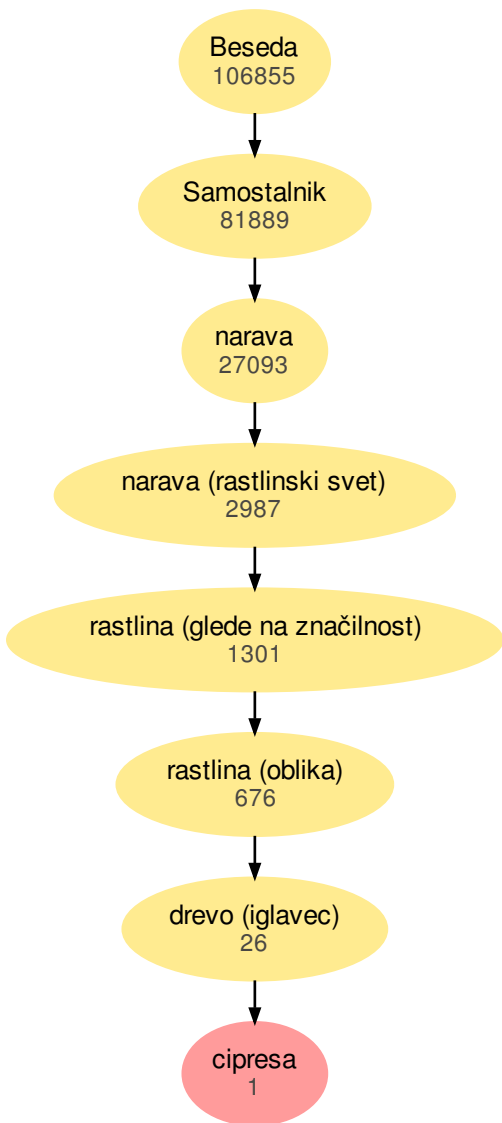 Beseda
106855
Samostalnik
81889
narava
27093
narava (rastlinski svet)
2987
rastlina (glede na značilnost)
1301
rastlina (oblika)
676
drevo (iglavec)
26
cipresa
1